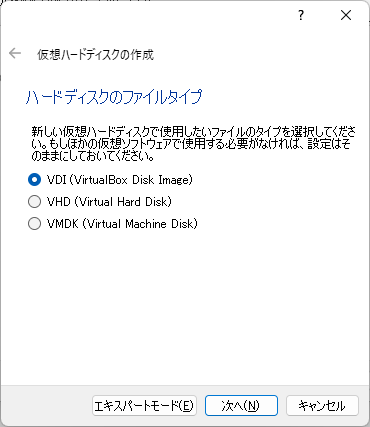 ?
仮想ハードディスクの作成
ハードディスクのファイルタイプ
新しい仮想ハードディスクで使用したいファイルのタイプを選択してくださ
い。もしほかの仮想ソフトウェアで使用する必要がなければ、設定はそ
のままにしておいてください。
VDI (VirtualBox Disk Image)
VHD (Virtual Hard Disk)
VMDK (Virtual Machine Disk)
エキスパートモード(E) 次へ(N) キャンセル